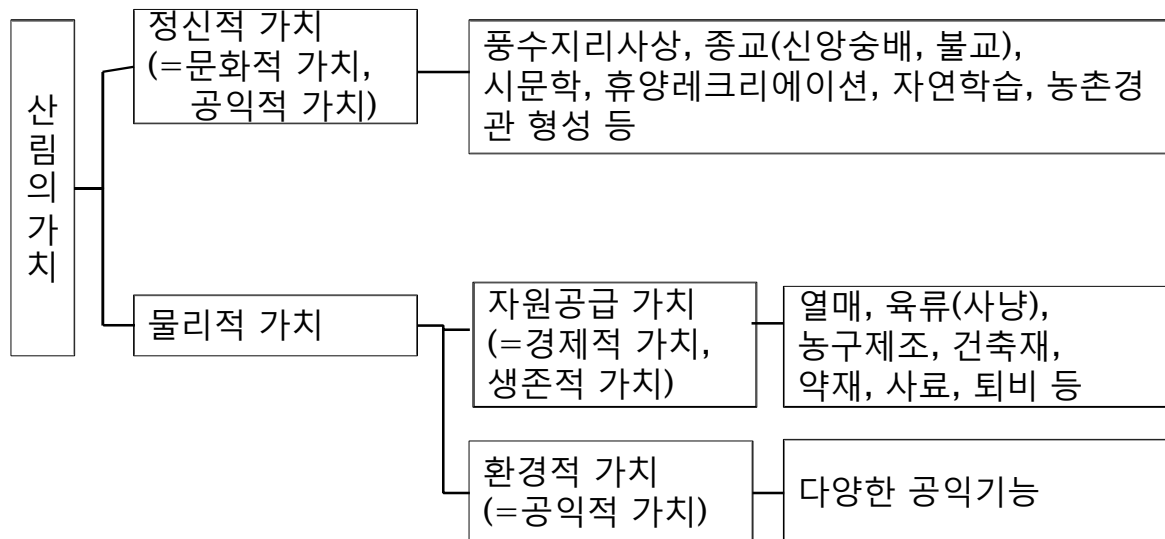 산림의 가치
정신적 가치
(=문화적 가치,
공익적 가치)
풍수지리사상, 종교(신앙숭배, 불교),
시문학, 휴양레크리에이션, 자연학습, 농촌경
관 형성 등
물리적 가치
자원공급 가치
(=경제적 가치,
생존적 가치)
열매, 육류(사냥),
농구제조, 건축재,
약재, 사료, 퇴비 등
환경적 가치
(=공익적 가치)
다양한 공익기능